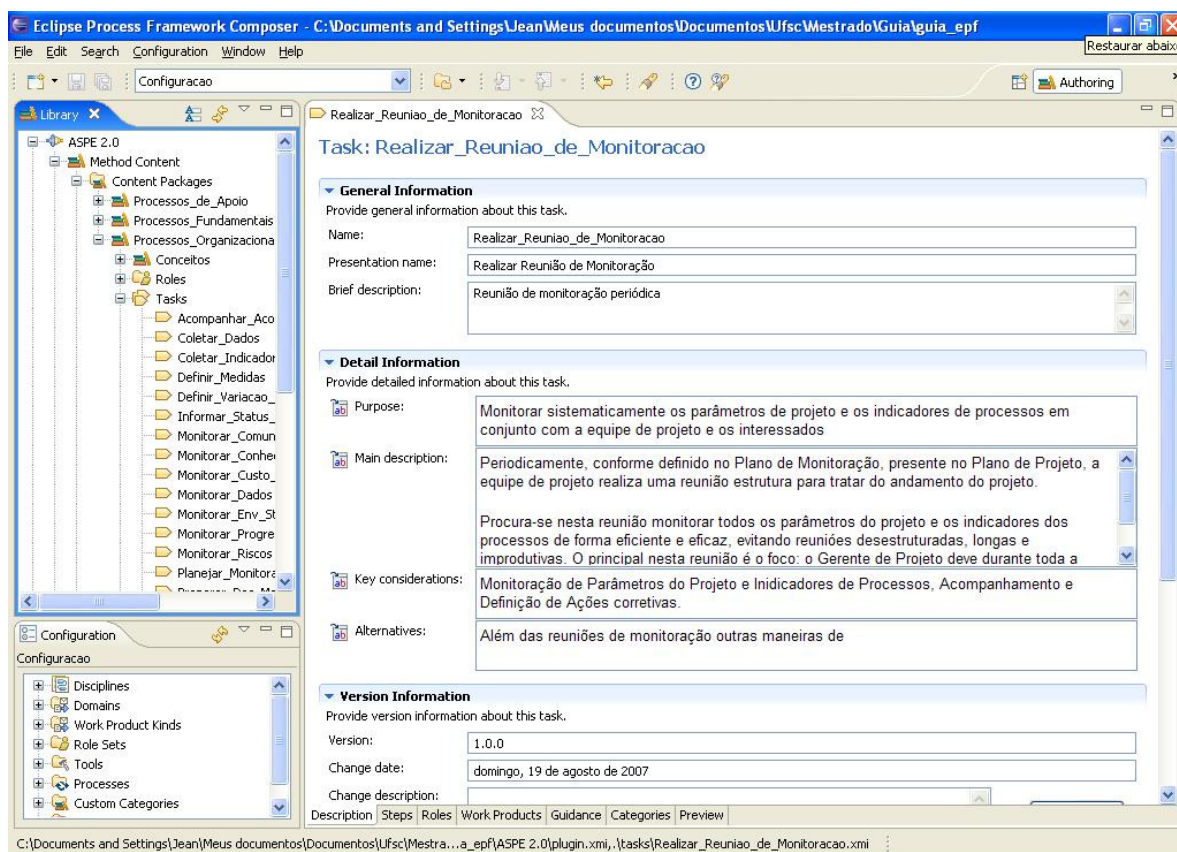 Eclipse Process Framework Composer - C:\Documents and Settings\Jean\Meus documentos\Documentos\Ufsc\Mestrado\Guia\guia_epf
Restaurar abaixo
File Edit Search Configuration Window Help
Configuracao
Authoring
Library
ASPE 2.0
Method Content
Content Packages
Processos_de_Apoio
Processos_Fundamentais
Processos_Organizaciona
Conceitos
Roles
Tasks
Acompanhar_Aco
Coletar_Dados
Coletar_Indicador
Definir_Medidas
Definir_Variacao_
Informar_Status_
Monitorar_Comun
Monitorar_Conhe
Monitorar_Custo_
Monitorar_Dados
Monitorar_Env_St
Monitorar_Progre
Monitorar_Riscos
Planejar_Monitora
Configuration
Configuracao
Disciplines
Domains
Work Product Kinds
Role Sets
Tools
Processes
Custom Categories
Realizar_Reuniao_de_Monitoracao
Task: Realizar_Reuniao_de_Monitoracao
General Information
Provide general information about this task.
Name: Realizar_Reuniao_de_Monitoracao
Presentation name: Realizar Reunião de Monitoração
Brief description: Reunião de monitoração periódica
Detail Information
Provide detailed information about this task.
Purpose: Monitorar sistematicamente os parâmetros de projeto e os indicadores de processos em
conjunto com a equipe de projeto e os interessados
Main description: Periodicamente, conforme definido no Plano de Monitoração, presente no Plano de Projeto, a
equipe de projeto realiza uma reunião estrutura para tratar do andamento do projeto.
Procura-se nesta reunião monitorar todos os parâmetros do projeto e os indicadores dos
processos de forma eficiente e eficaz, evitando reuniões desestruturadas, longas e
improdutivas. O principal nesta reunião é o foco: o Gerente de Projeto deve durante toda a
Key considerations: Monitoração de Parâmetros do Projeto e Inidicadores de Processos, Acompanhamento e
Definição de Ações corretivas.
Alternatives: Além das reuniões de monitoração outras maneiras de
Version Information
Provide version information about this task.
Version: 1.0.0
Change date: domingo, 19 de agosto de 2007
Change description:
Description Steps Roles Work Products Guidance Categories Preview
C:\Documents and Settings\Jean\Meus documentos\Documentos\Ufsc\Mestra...a_epf\ASPE 2.0\plugin.xmi,.\tasks\Realizar_Reuniao_de_Monitoracao.xmi